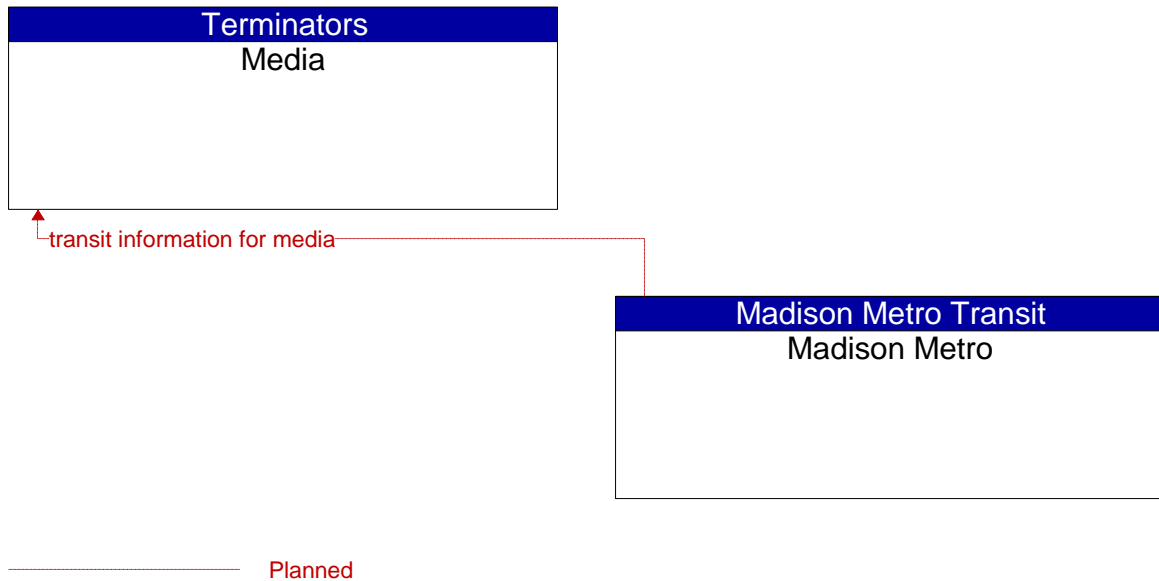 Terminators
Media
transit information for media
Madison Metro Transit
Madison Metro
Planned